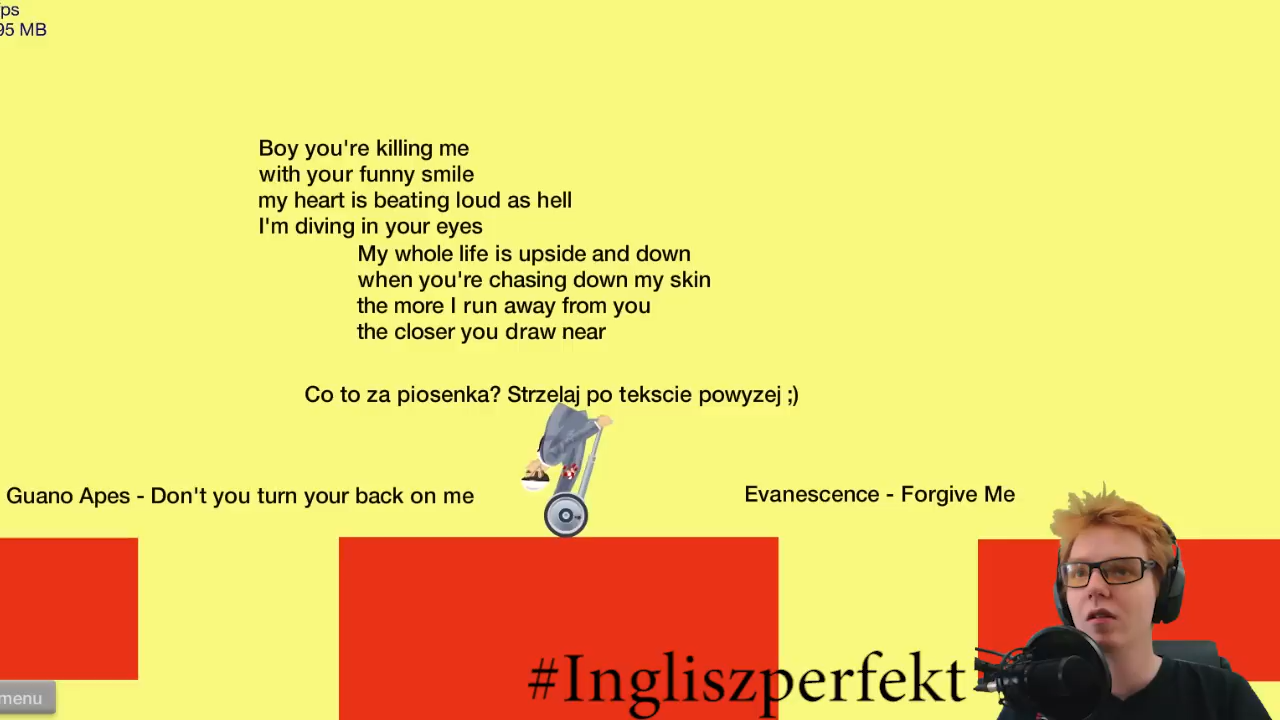 ps
95 MB
Boy you're killing me
with your funny smile
my heart is beating loud as hell
I'm diving in your eyes
My whole life is upside and down
when you're chasing down my skin
the more I run away from you
the closer you draw near
Co to za piosenka? Strzelaj po tekscie powyzej ;)
Guano Apes - Don't you turn your back on me
Evanescence - Forgive Me
#Ingliszperfekt
menu